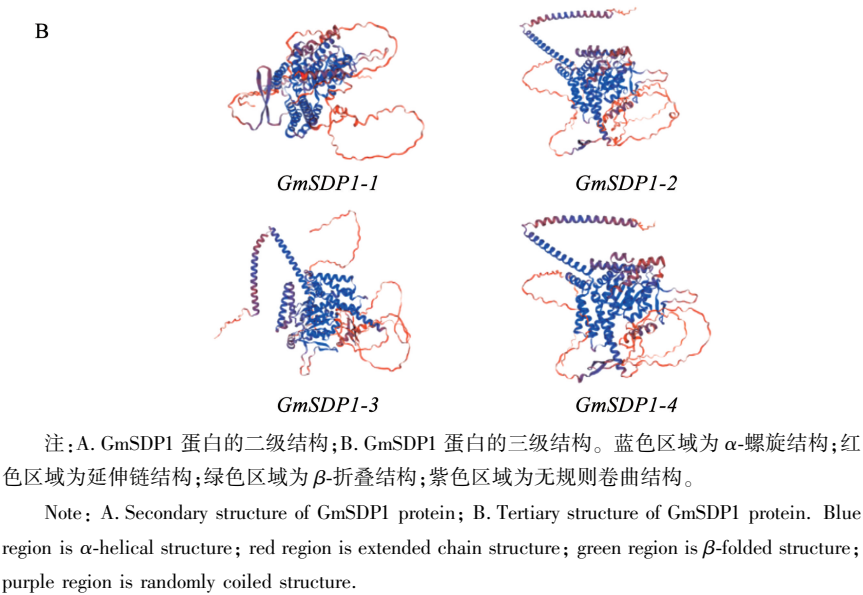 B
GmSDP1-1
GmSDP1-2
GmSDP1-3
GmSDP1-4
注:A. GmSDP1 蛋白的二级结构;B. GmSDP1 蛋白的三级结构。蓝色区域为 α-螺旋结构;红
色区域为延伸链结构;绿色区域为 β-折叠结构;紫色区域为无规则卷曲结构。
Note: A. Secondary structure of GmSDP1 protein; B. Tertiary structure of GmSDP1 protein. Blue
region is α-helical structure; red region is extended chain structure; green region is β-folded structure;
purple region is randomly coiled structure.